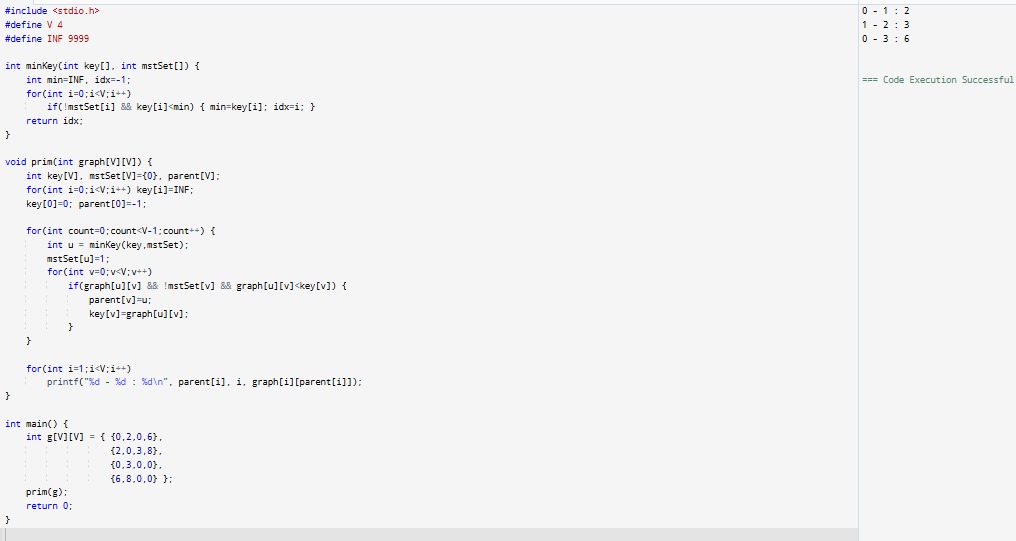 #include <stdio.h>
#define V 4
#define INF 9999
int minKey(int key[], int mstSet[]) {
int min=INF, idx=-1;
for(int i=0;i<V;i++)
if(!mstSet[i] && key[i]<min) { min=key[i]; idx=i; }
return idx;
}
void prim(int graph[V][V]) {
int key[V], mstSet[V]={0}, parent[V];
for(int i=0;i<V;i++) key[i]=INF;
key[0]=0; parent[0]=-1;
for(int count=0;count<V-1;count++) {
int u = minKey(key,mstSet);
mstSet[u]=1;
for(int v=0;v<V;v++)
if(graph[u][v] && !mstSet[v] && graph[u][v]<key[v]) {
parent[v]=u;
key[v]=graph[u][v];
}
}
for(int i=1;i<V;i++)
printf("%d - %d : %d\n", parent[i], i, graph[i][parent[i]]);
}
int main() {
int g[V][V] = { {0,2,0,6},
{2,0,3,8},
{0,3,0,0},
{6,8,0,0} };
prim(g);
return 0;
}
0 - 1 : 2
1 - 2 : 3
0 - 3 : 6
=== Code Execution Successful